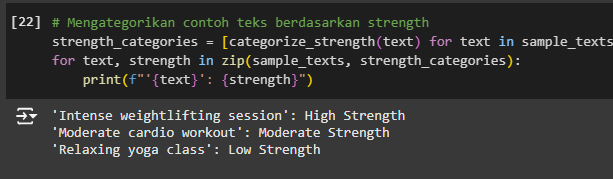 [22] # Mengategorikan contoh teks berdasarkan strength
strength_categories = [categorize_strength(text) for text in sample_texts
for text, strength in zip(sample_texts, strength_categories):
    print(f"'{text}': {strength}")
'Intense weightlifting session': High Strength
'Moderate cardio workout': Moderate Strength
'Relaxing yoga class': Low Strength